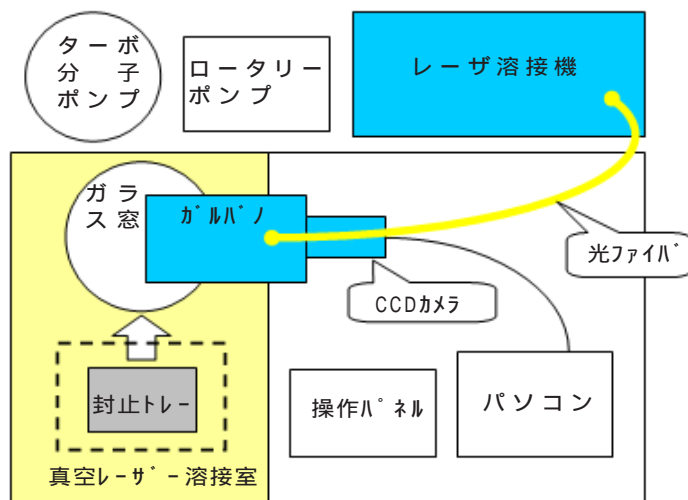 ターボ
分 子
ポンプ
ロータリー
ポンプ
レーザ溶接機
ガラ
ス窓
ｶﾞﾙﾊﾞﾉ
光ﾌｧｲﾊﾞ
CCDｶﾒﾗ
封止ﾄﾚｰ
操作ﾊﾟﾈﾙ
パソコン
真空ﾚｰｻﾞｰ溶接室